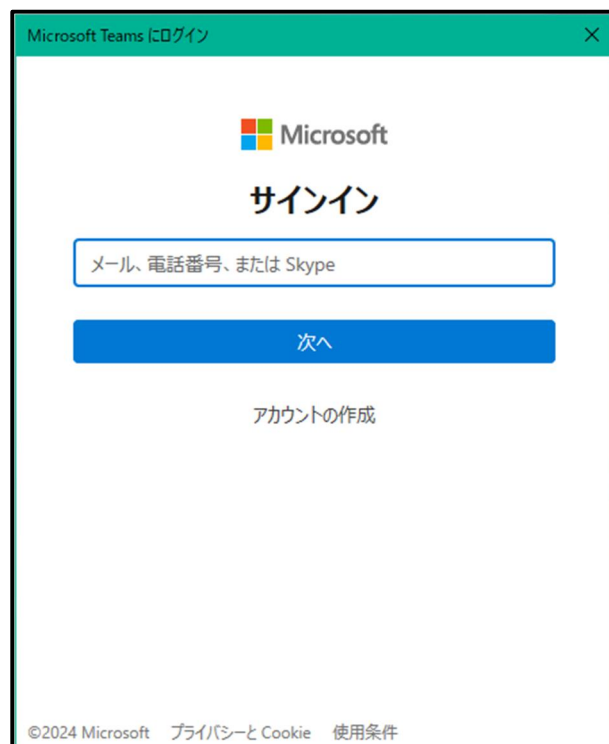 Microsoft Teams にログイン
Microsoft
サインイン
メール、電話番号、または Skype
次へ
アカウントの作成
©2024 Microsoft プライバシーと Cookie 使用条件